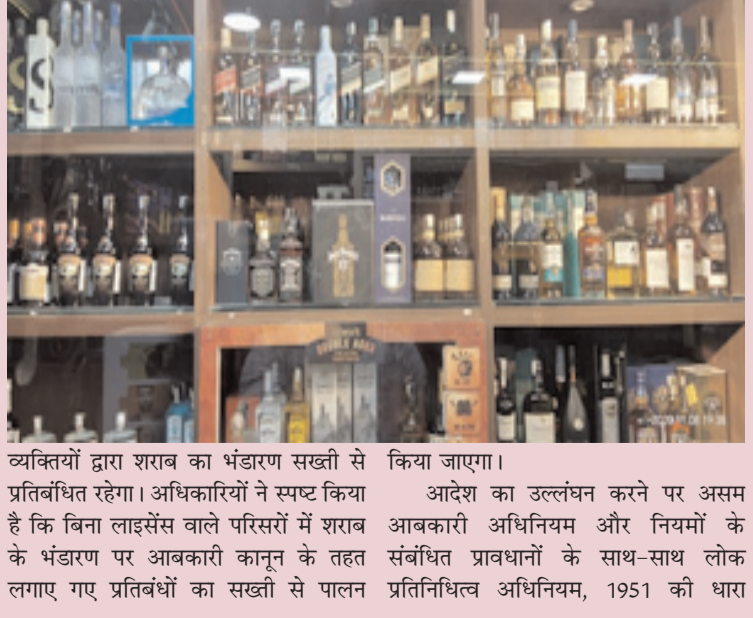 व्यक्तियों द्वारा शराब का भंडारण सख्ती से
प्रतिबंधित रहेगा। अधिकारियों ने स्पष्ट किया
है कि बिना लाइसेंस वाले परिसरों में शराब
के भंडारण पर आबकारी कानून के तहत
लगाए गए प्रतिबंधों का सख्ती से पालन
किया जाएगा।
आदेश का उल्लंघन करने पर असम
आबकारी अधिनियम और नियमों के
संबंधित प्रावधानों के साथ-साथ लोक
प्रतिनिधित्व अधिनियम, 1951 की धारा